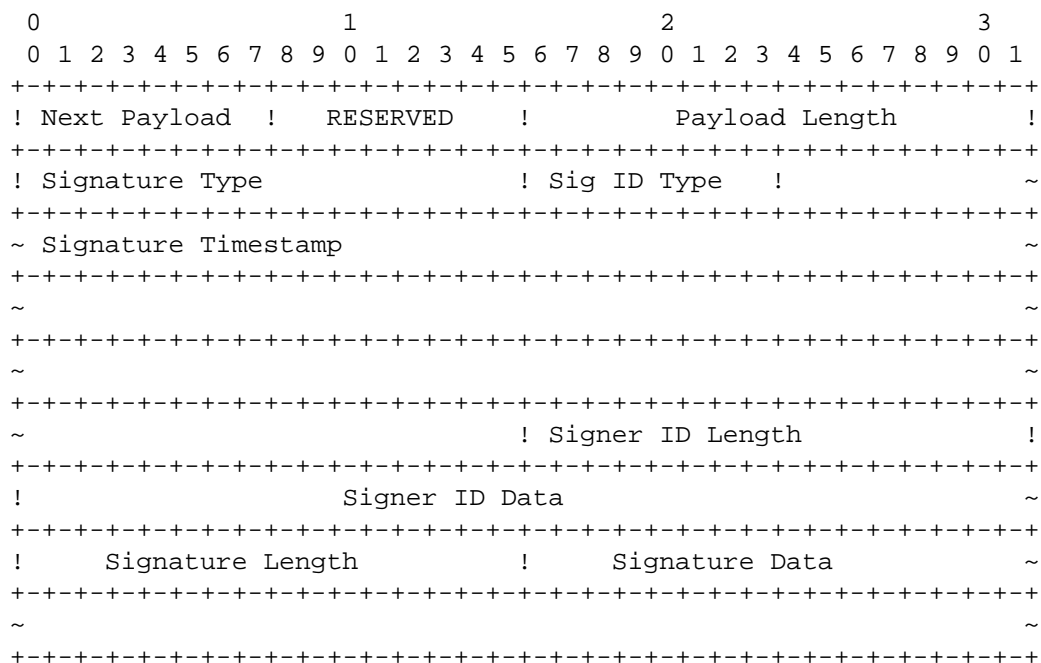 0                   1                   2                   3
 0 1 2 3 4 5 6 7 8 9 0 1 2 3 4 5 6 7 8 9 0 1 2 3 4 5 6 7 8 9 0 1
+-+-+-+-+-+-+-+-+-+-+-+-+-+-+-+-+-+-+-+-+-+-+-+-+-+-+-+-+-+-+-+-+
! Next Payload  !   RESERVED    !         Payload Length        !
+-+-+-+-+-+-+-+-+-+-+-+-+-+-+-+-+-+-+-+-+-+-+-+-+-+-+-+-+-+-+-+-+
! Signature Type                ! Sig ID Type   !               ~
+-+-+-+-+-+-+-+-+-+-+-+-+-+-+-+-+-+-+-+-+-+-+-+-+-+-+-+-+-+-+-+-+
~ Signature Timestamp                                           ~
+-+-+-+-+-+-+-+-+-+-+-+-+-+-+-+-+-+-+-+-+-+-+-+-+-+-+-+-+-+-+-+-+
~                                                               ~
+-+-+-+-+-+-+-+-+-+-+-+-+-+-+-+-+-+-+-+-+-+-+-+-+-+-+-+-+-+-+-+-+
~                                                               ~
+-+-+-+-+-+-+-+-+-+-+-+-+-+-+-+-+-+-+-+-+-+-+-+-+-+-+-+-+-+-+-+-+
~                               ! Signer ID Length              !
+-+-+-+-+-+-+-+-+-+-+-+-+-+-+-+-+-+-+-+-+-+-+-+-+-+-+-+-+-+-+-+-+
!                    Signer ID Data                             ~
+-+-+-+-+-+-+-+-+-+-+-+-+-+-+-+-+-+-+-+-+-+-+-+-+-+-+-+-+-+-+-+-+
!     Signature Length          !     Signature Data            ~
+-+-+-+-+-+-+-+-+-+-+-+-+-+-+-+-+-+-+-+-+-+-+-+-+-+-+-+-+-+-+-+-+
~                                                               ~
+-+-+-+-+-+-+-+-+-+-+-+-+-+-+-+-+-+-+-+-+-+-+-+-+-+-+-+-+-+-+-+-+